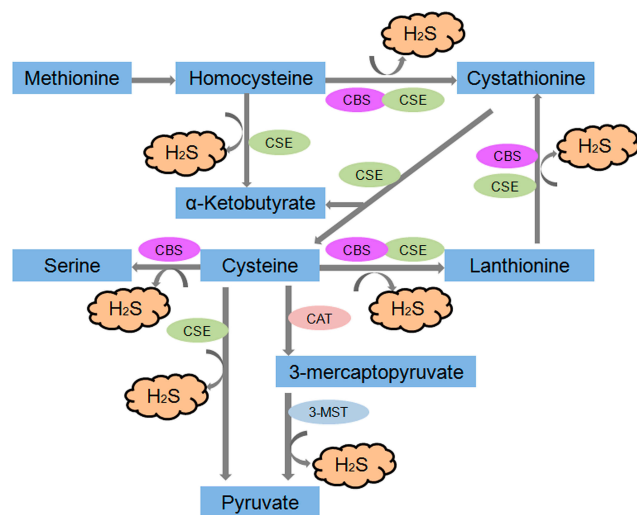 H₂S
Methionine
Homocysteine
Cystathionine
CBS
CSE
H₂S
CSE
CSE
CBS
CSE
H₂S
α-Ketobutyrate
CBS
CBS
CSE
Serine
Cysteine
Lanthionine
H₂S
CSE
CAT
H₂S
3-mercaptopyruvate
H₂S
3-MST
H₂S
Pyruvate